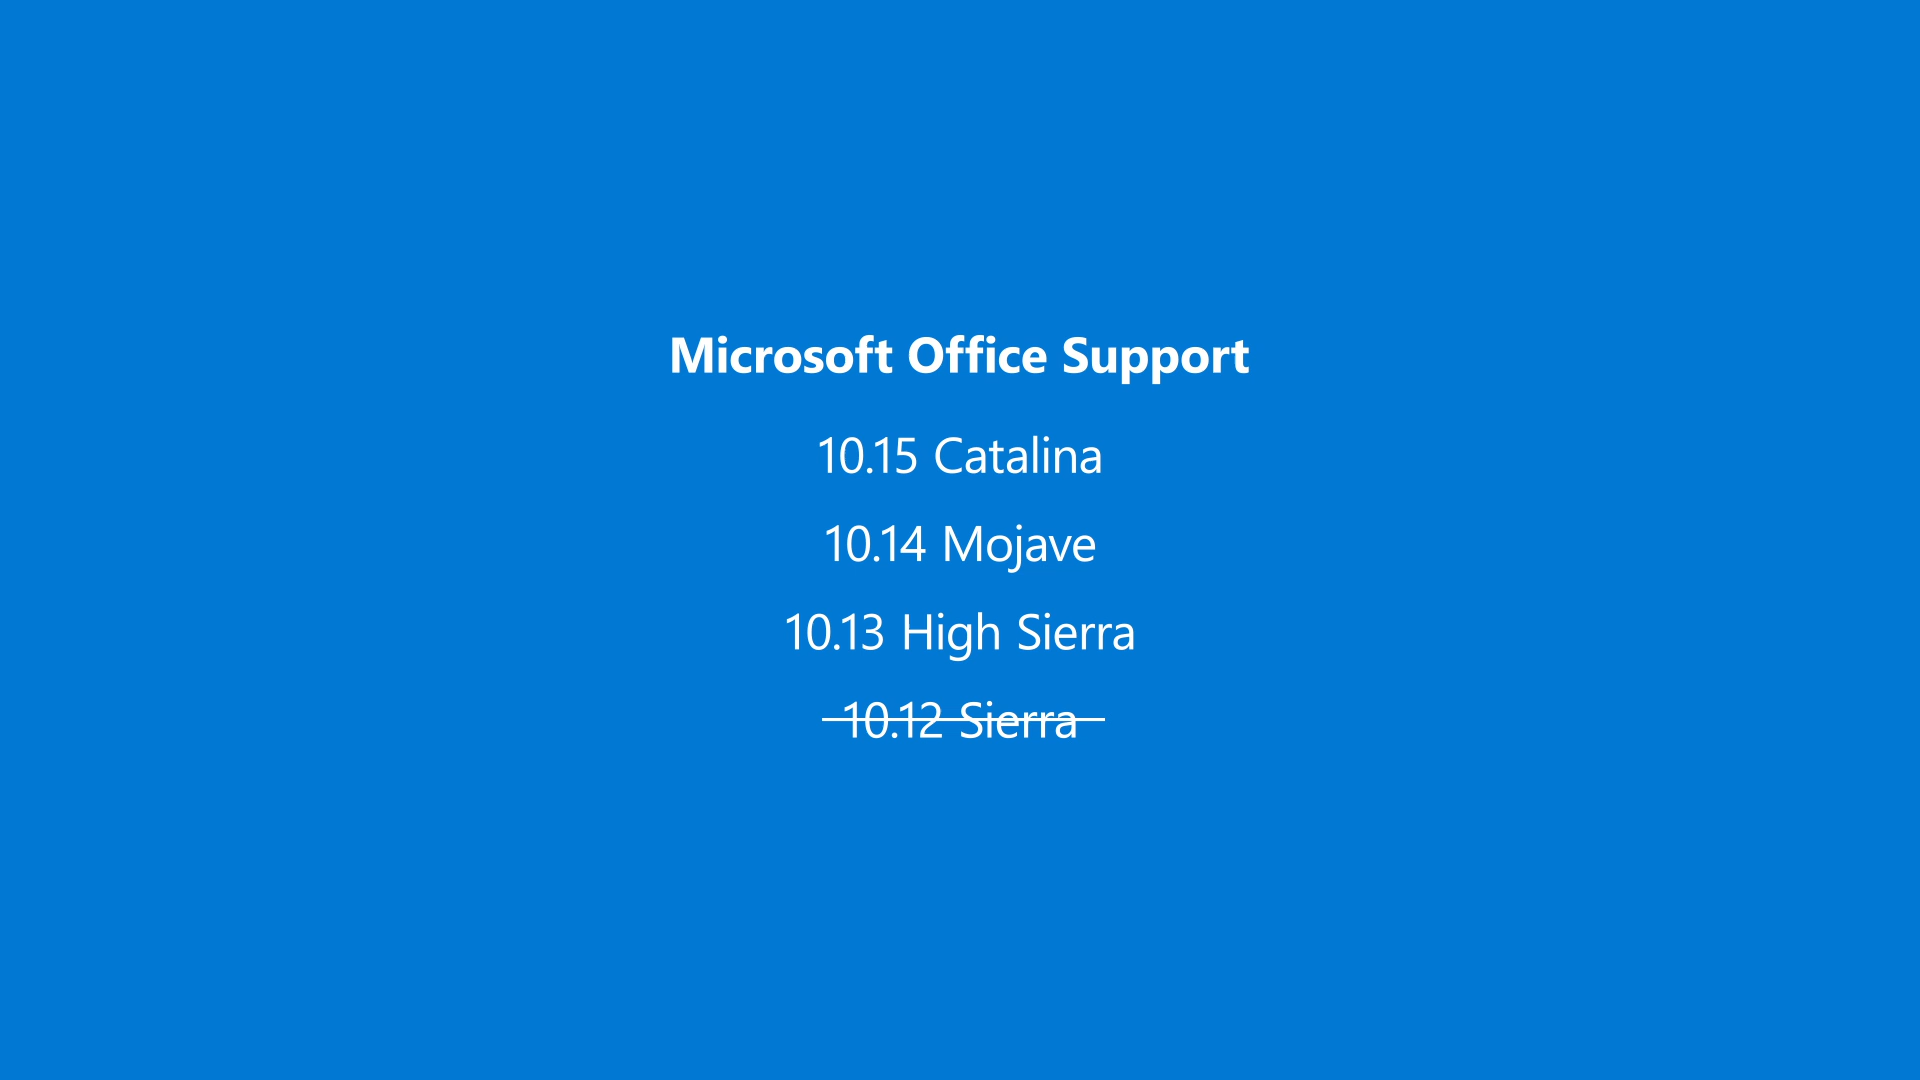 Microsoft Office Support
10.15 Catalina
10.14 Mojave
10.13 High Sierra
10.12 Sierra